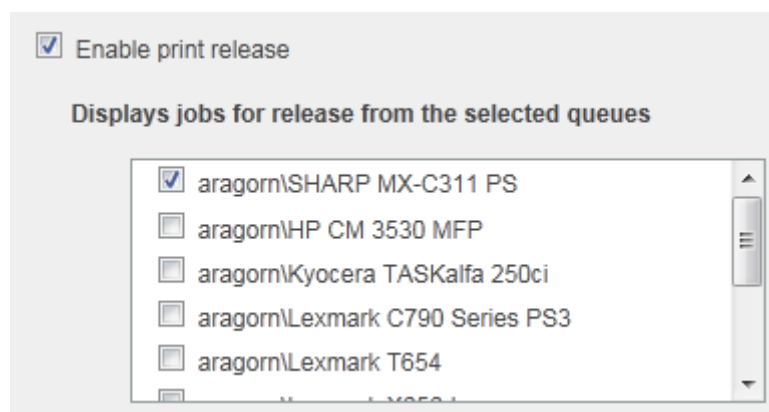 Enable print release
Displays jobs for release from the selected queues
aragorn\SHARP MX-C311 PS
aragorn\HP CM 3530 MFP
aragorn\Kyocera TASKalfa 250ci
aragorn\Lexmark C790 Series PS3
aragorn\Lexmark T654